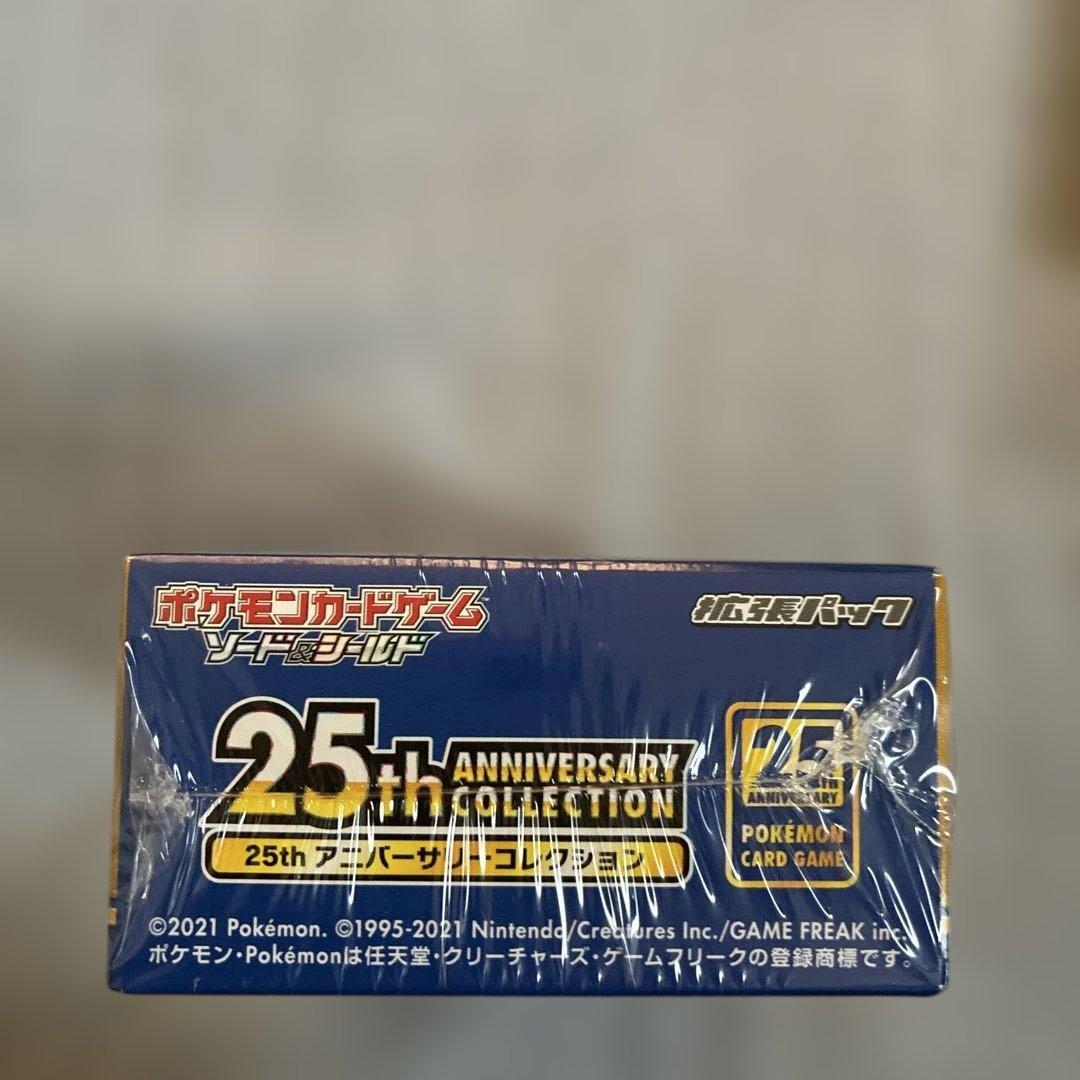 ポケモンカードゲーム™
ソード&シールド
拡張パック
25th ANNIVERSARY
COLLECTION
25th アニバーサリーコレクション
25th
ANNIVERSARY
POKÉMON
CARD GAME
©2021 Pokémon. ©1995-2021 Nintendo/Creatures Inc./GAME FREAK inc.
ポケモン・Pokémonは任天堂・クリーチャーズ・ゲームフリークの登録商標です。